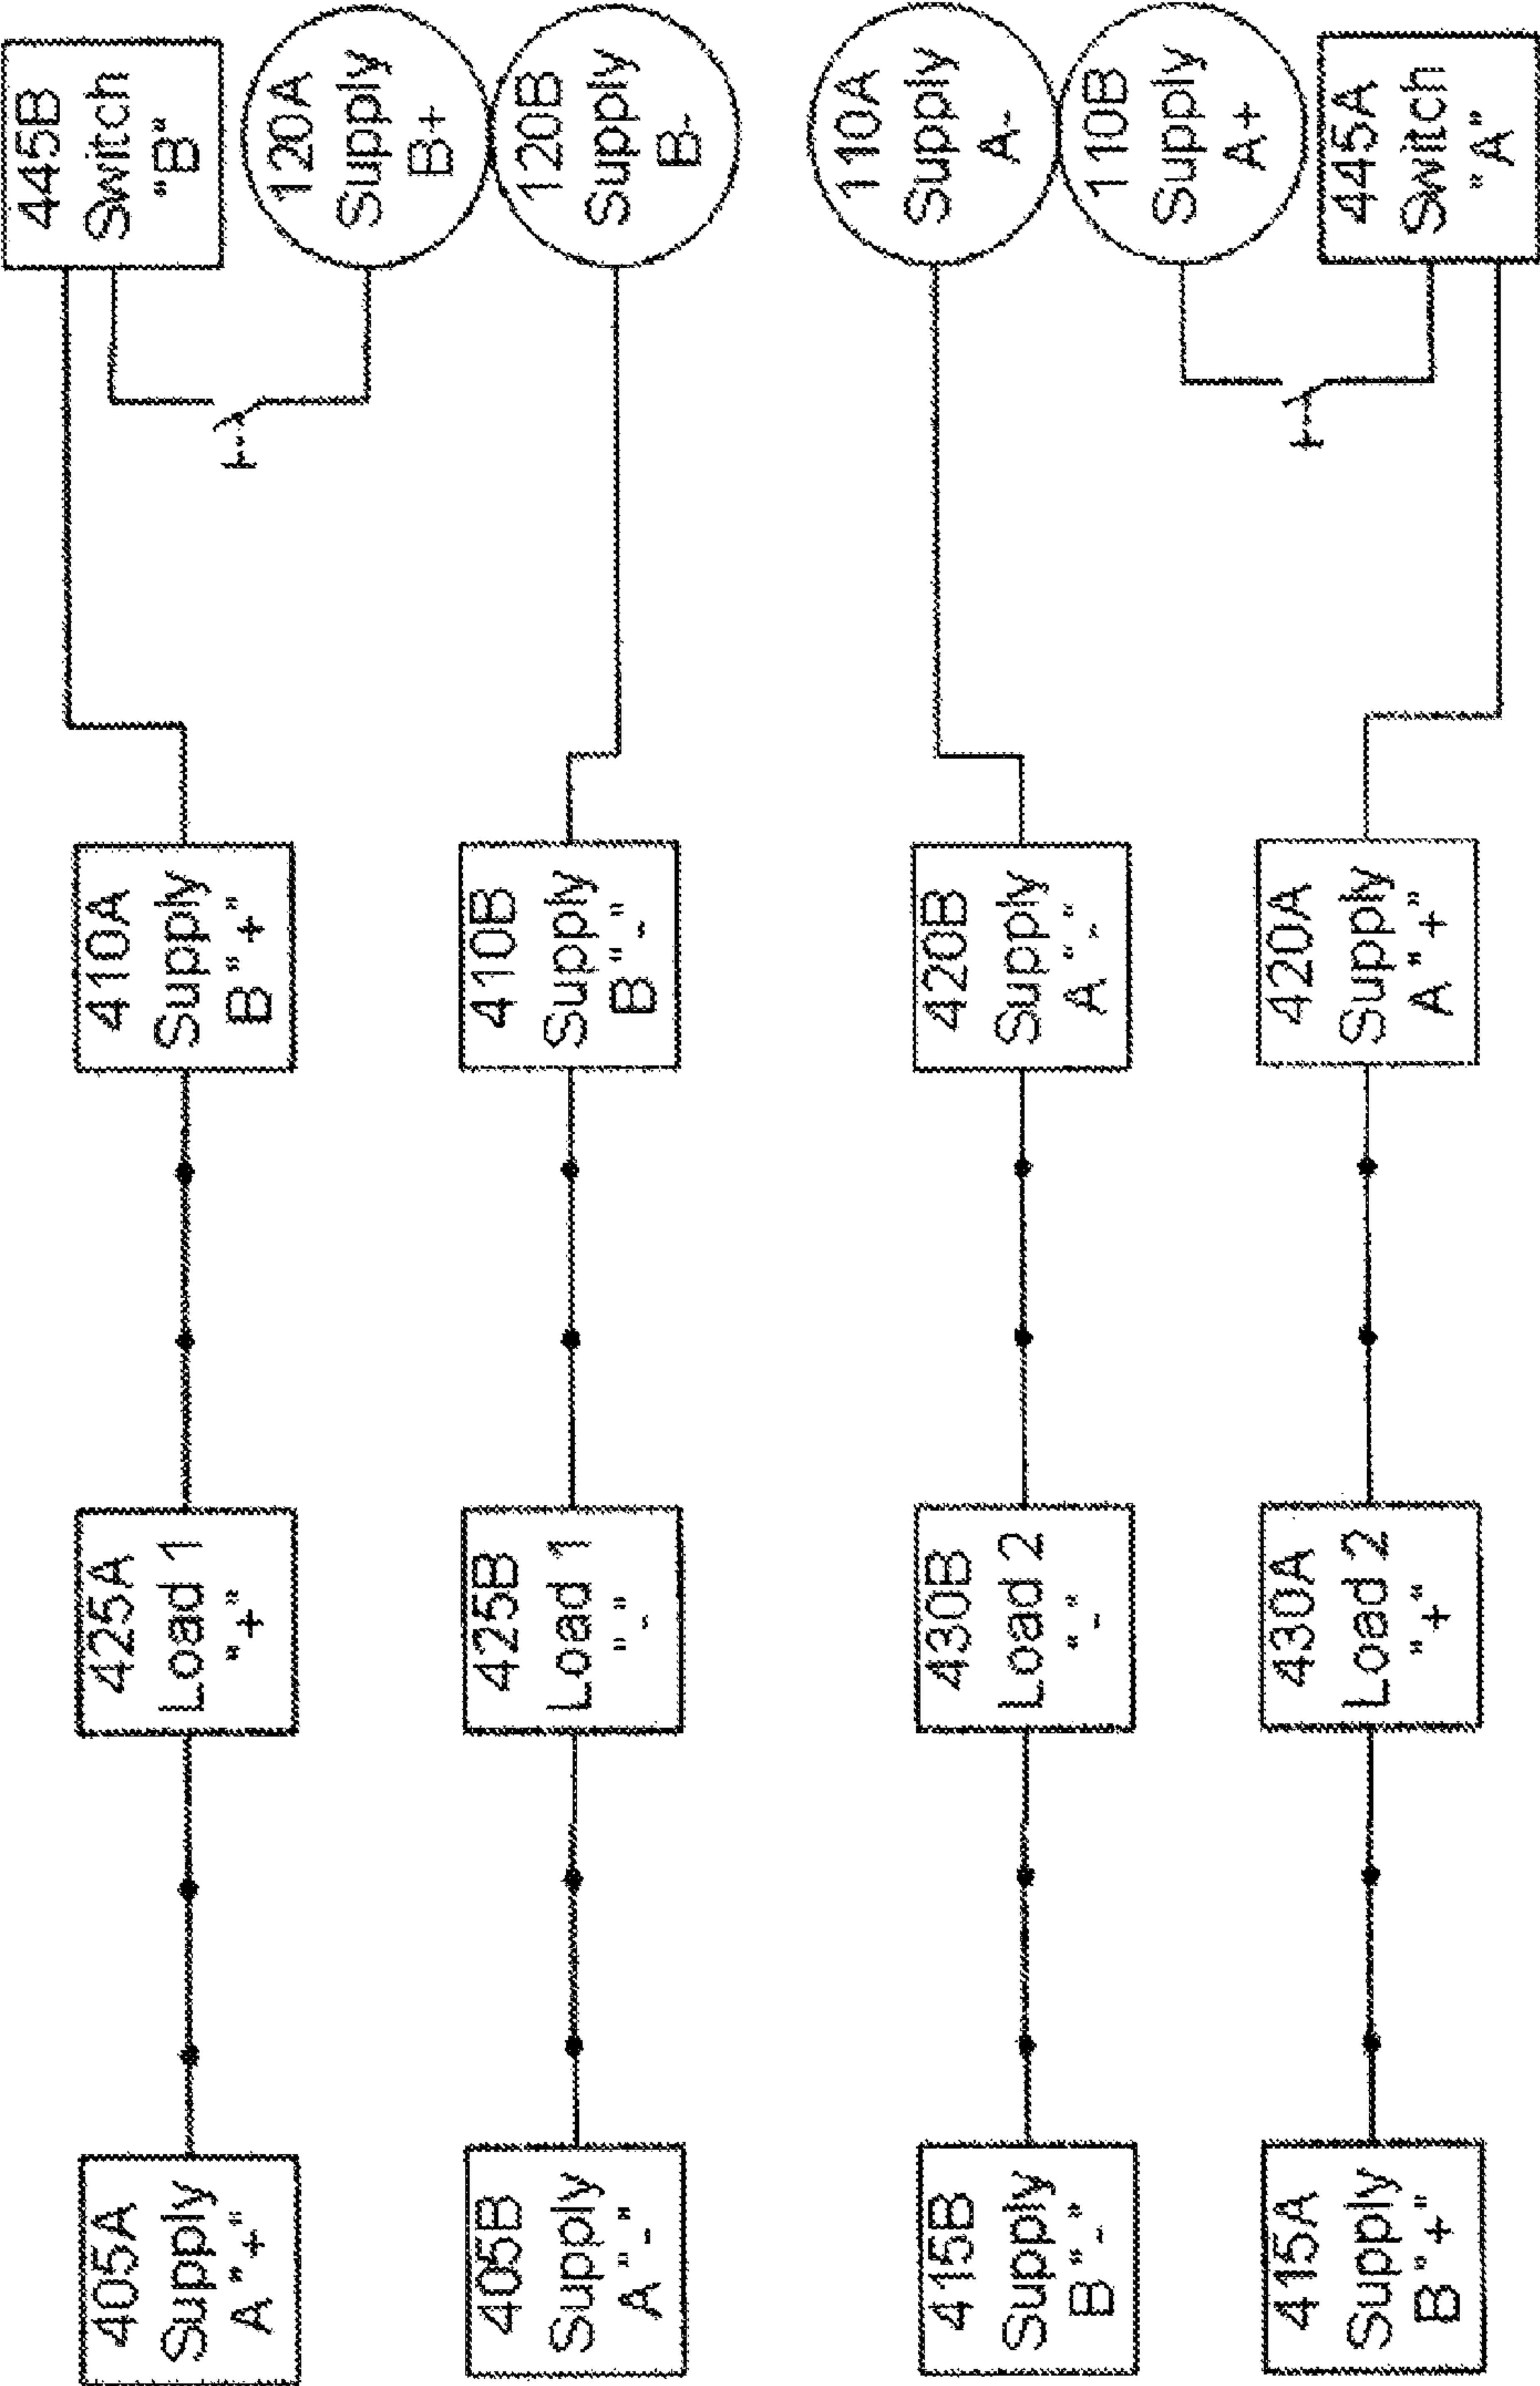 405A
Supply
A"+"
425A
Load 1
"+"
410A
Supply
B"+"
445B
Switch
"B"
120A
Supply
B+
405B
Supply
A"-"
425B
Load 1
"-"
410B
Supply
B"-"
120B
Supply
B-
415B
Supply
B"-"
430B
Load 2
"-"
420B
Supply
A"-"
110A
Supply
A-
110B
Supply
A+
415A
Supply
B"+"
430A
Load 2
"+"
420A
Supply
A"+"
445A
Switch
"A"